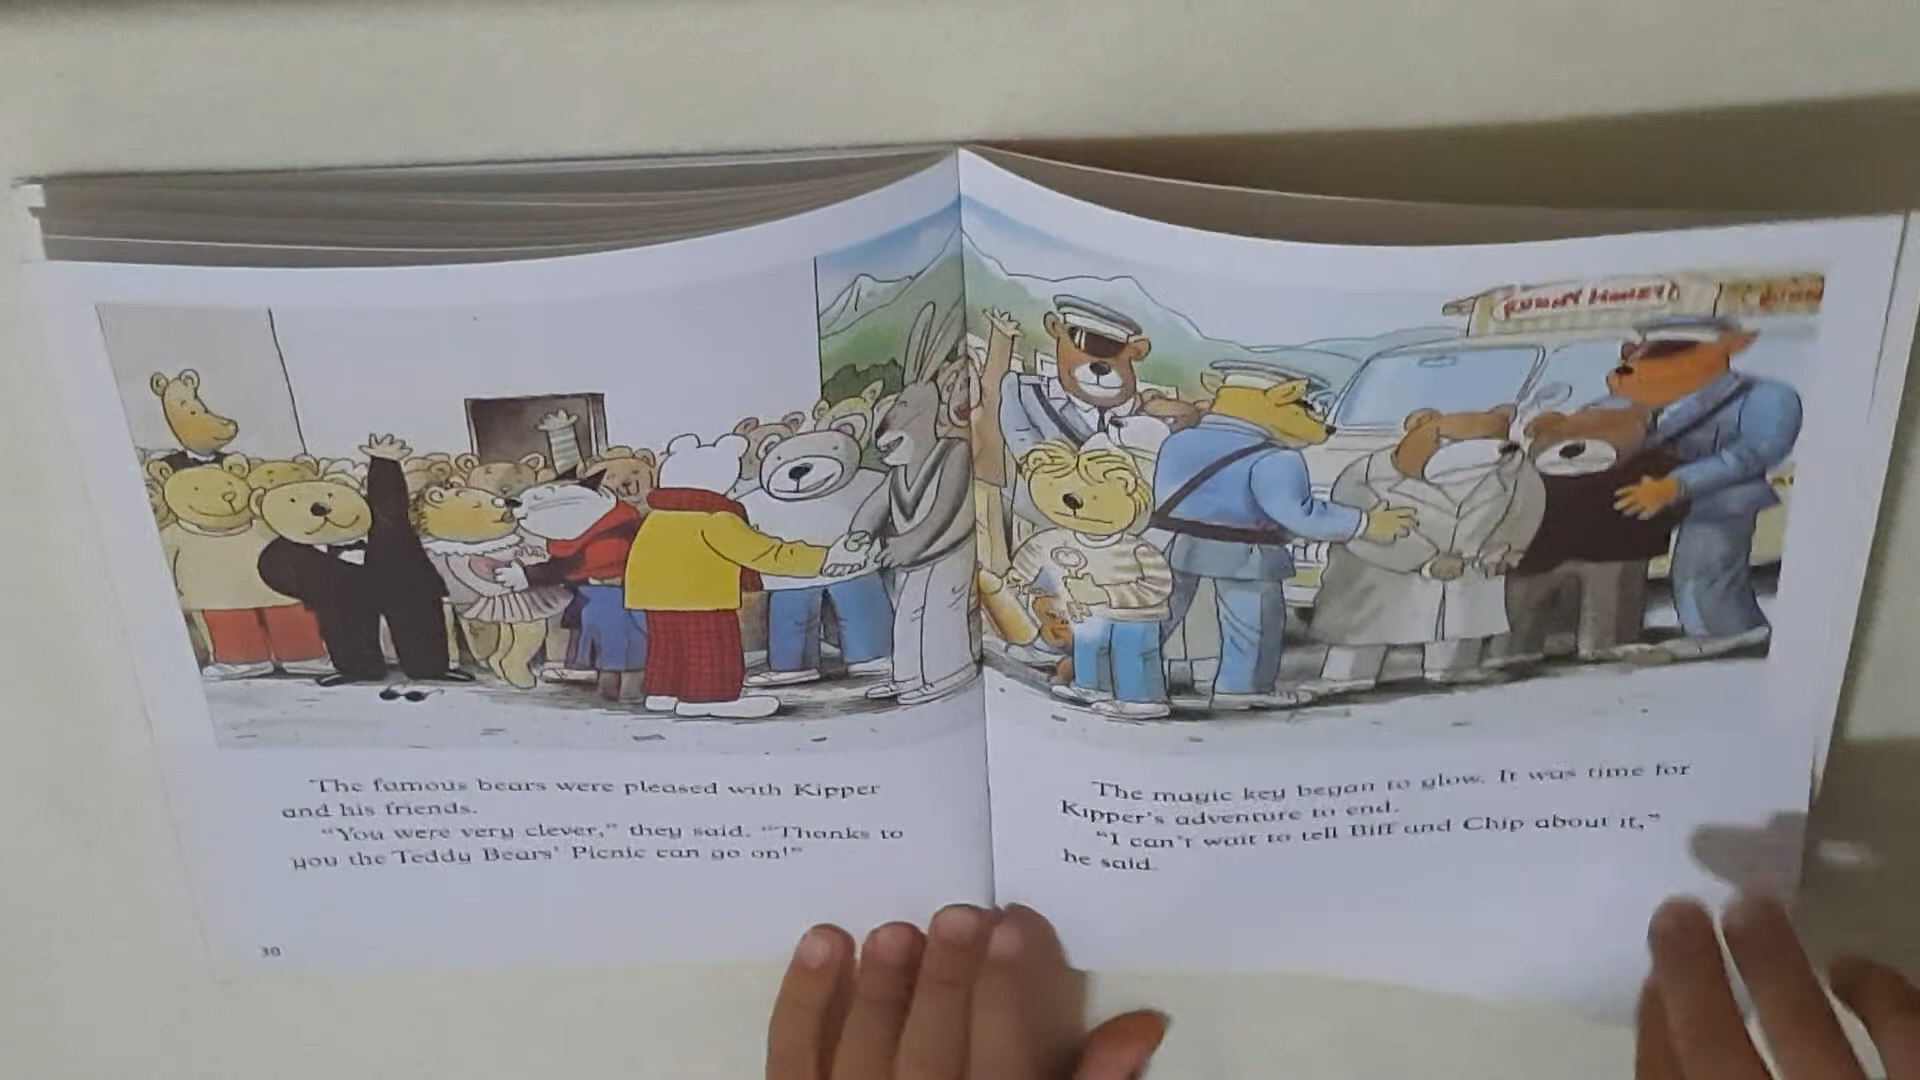 The famous bears were pleased with Kipper
and his friends.
"You were very clever," they said. "Thanks to
you the Teddy Bears' Picnic can go on!"
30
The magic key began to glow. It was time for
Kipper's adventure to end.
"I can't wait to tell Biff and Chip about it,"
he said.